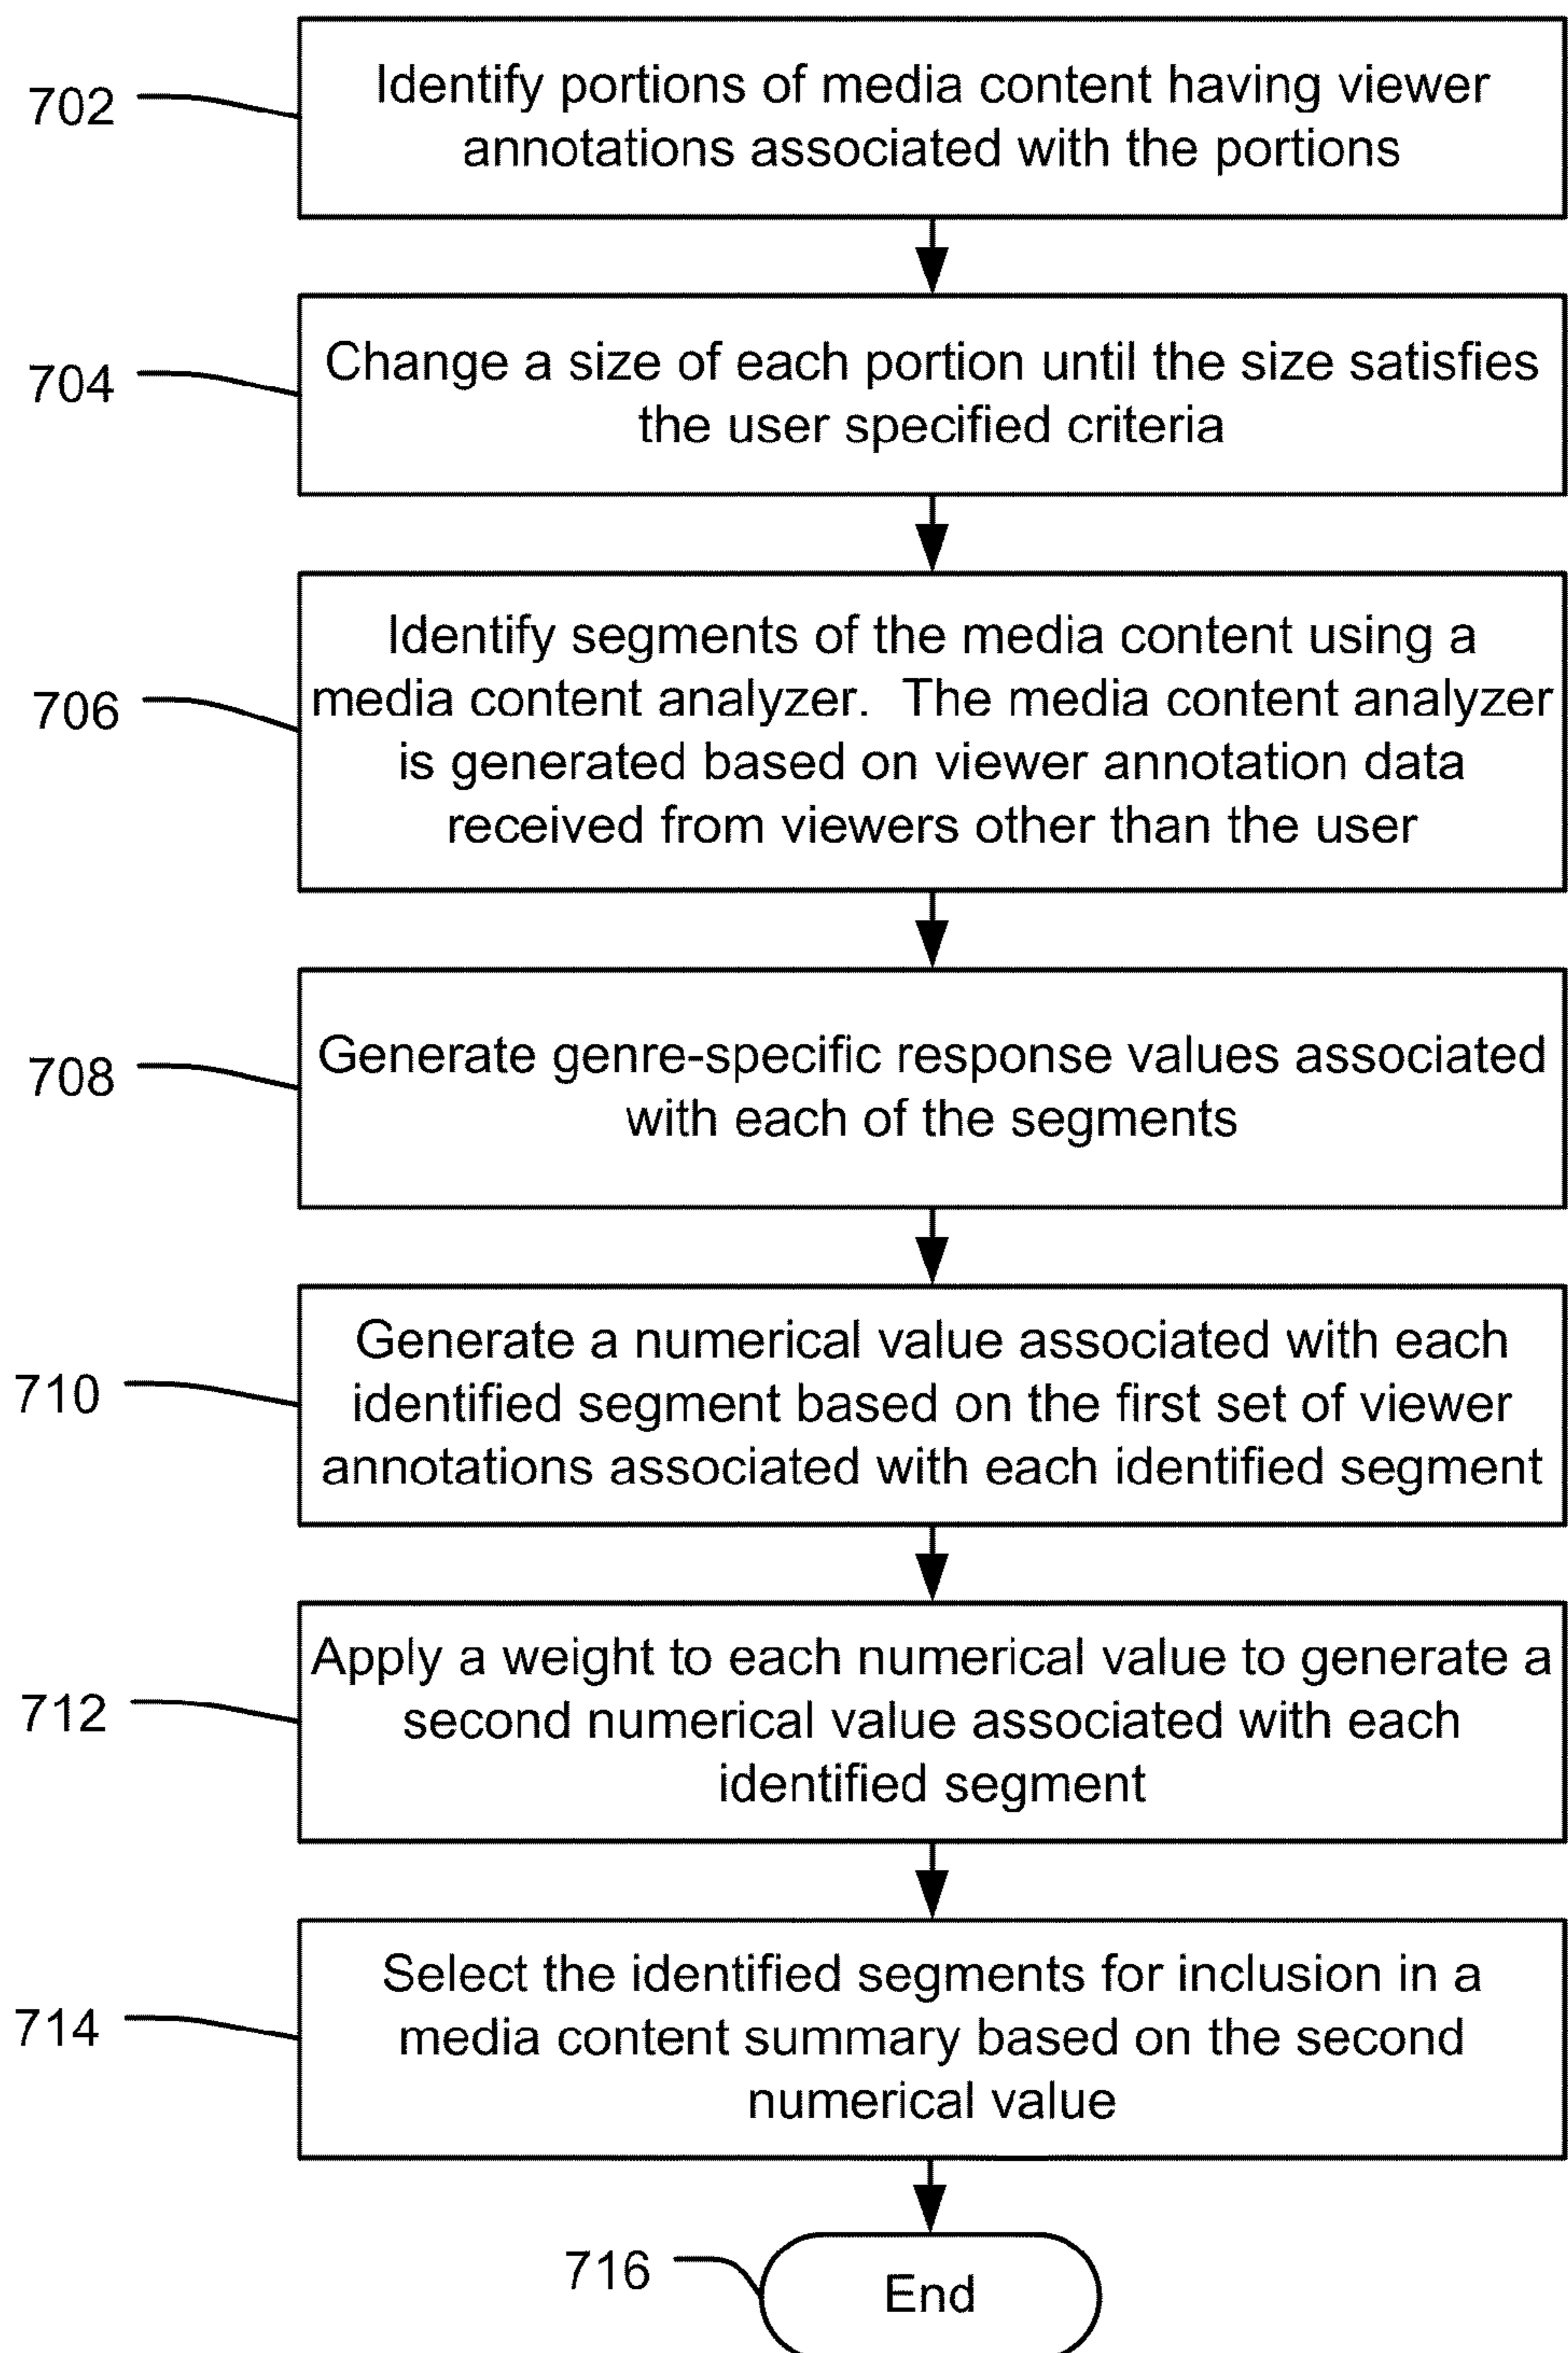 702
Identify portions of media content having viewer
annotations associated with the portions
704
Change a size of each portion until the size satisfies
the user specified criteria
706
Identify segments of the media content using a
media content analyzer.  The media content analyzer
is generated based on viewer annotation data
received from viewers other than the user
708
Generate genre-specific response values associated
with each of the segments
710
Generate a numerical value associated with each
identified segment based on the first set of viewer
annotations associated with each identified segment
712
Apply a weight to each numerical value to generate a
second numerical value associated with each
identified segment
714
Select the identified segments for inclusion in a
media content summary based on the second
numerical value
716
End